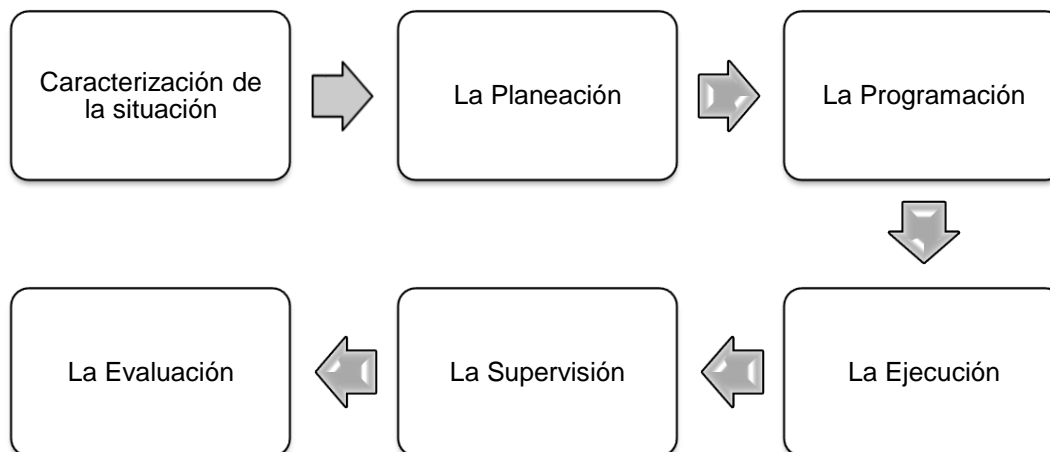 Caracterización de
la situación
La Planeación
La Programación
La Ejecución
La Supervisión
La Evaluación